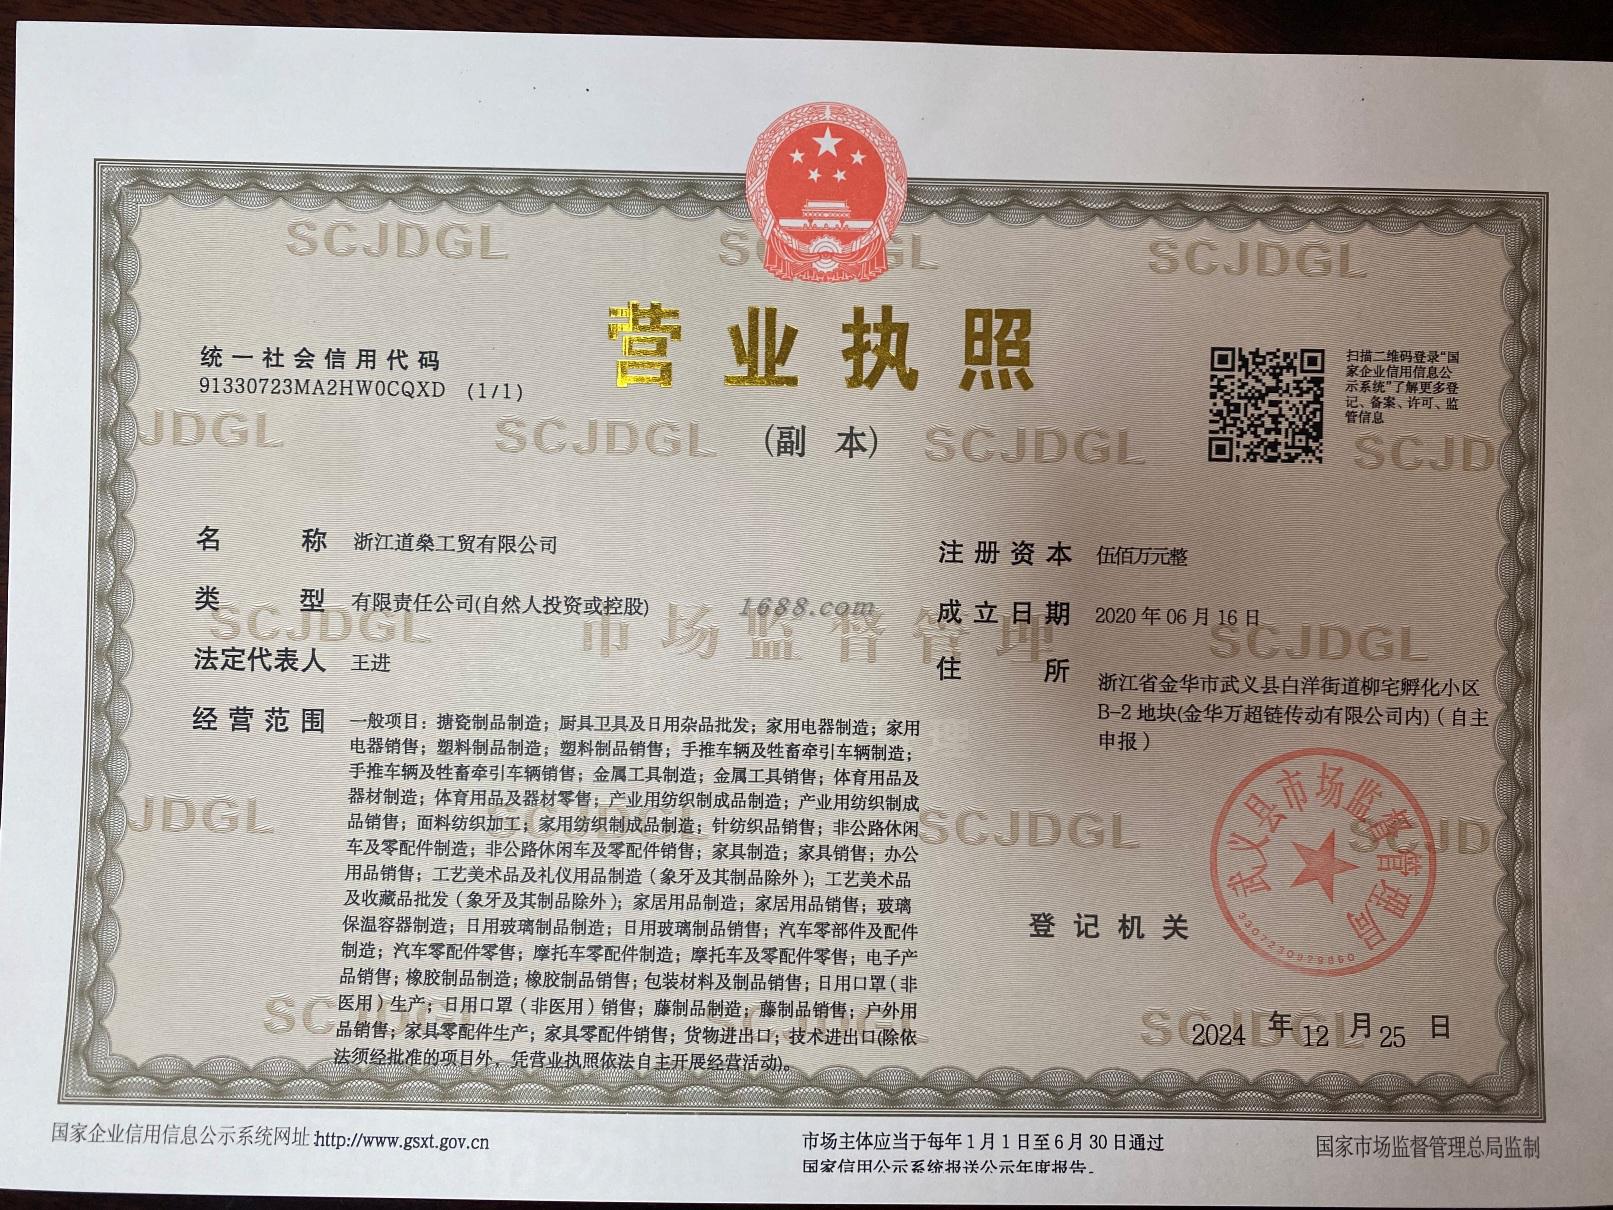 SCJDGL
SCJDGL
营业执照
统一社会信用代码
91330723MA2HW0CQXD (1/1)
扫描二维码登录“国
家企业信用信息公
示系统”了解更多登
记、备案、许可、监
管信息
JDGL
SCJDGL
(副 本)
SCJDGL
SCJD
名 称 浙江道燊工贸有限公司
注册资本 伍佰万元整
类 型 有限责任公司(自然人投资或控股)
1688.com
成立日期 2020 年 06 月 16 日
SCJDGL
市场监督管理
SCJDGL
法定代表人 王进
住 所 浙江省金华市武义县白洋街道柳宅孵化小区
B-2 地块(金华万超链传动有限公司内)(自主
申报)
经营范围 一般项目：搪瓷制品制造；厨具卫具及日用杂品批发；家用电器制造；家用
电器销售；塑料制品制造；塑料制品销售；手推车辆及牲畜牵引车辆制造；
手推车辆及牲畜牵引车辆销售；金属工具制造；金属工具销售；体育用品及
器材制造；体育用品及器材零售；产业用纺织制成品制造；产业用纺织制成
品销售；面料纺织加工；家用纺织制成品制造；针纺织品销售；非公路休闲
车及零配件制造；非公路休闲车及零配件销售；家具制造；家具销售；办公
用品销售；工艺美术品及礼仪用品制造（象牙及其制品除外）；工艺美术品
及收藏品批发（象牙及其制品除外）；家居用品制造；家居用品销售；玻璃
保温容器制造；日用玻璃制品制造；日用玻璃制品销售；汽车零部件及配件
制造；汽车零配件零售；摩托车零配件制造；摩托车及零配件零售；电子产
品销售；橡胶制品制造；橡胶制品销售；包装材料及制品销售；日用口罩（非
医用）生产；日用口罩（非医用）销售；藤制品制造；藤制品销售；户外用
品销售；家具零配件生产；家具零配件销售；货物进出口；技术进出口(除依
法须经批准的项目外，凭营业执照依法自主开展经营活动)。
JDGL
SCJDGL
武义县市场监督管理局
登记机关
2024 年 12 月 25 日
国家企业信用信息公示系统网址 http://www.gsxt.gov.cn
市场主体应当于每年 1 月 1 日至 6 月 30 日通过
国家信用公示系统报送公示年度报告。
国家市场监督管理总局监制